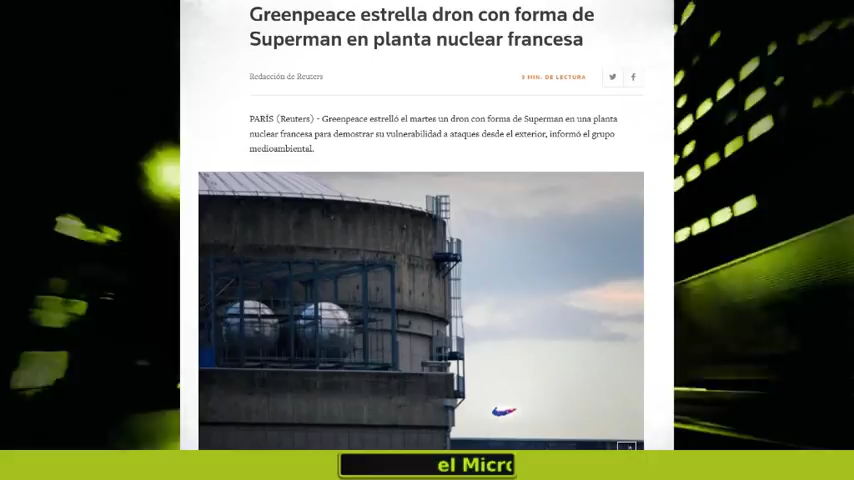 Greenpeace estrella dron con forma de
Superman en planta nuclear francesa
Redacción de Reuters
3 MIN. DE LECTURA
PARÍS (Reuters) - Greenpeace estrelló el martes un dron con forma de Superman en una planta
nuclear francesa para demostrar su vulnerabilidad a ataques desde el exterior, informó el grupo
medioambiental.
el Micro